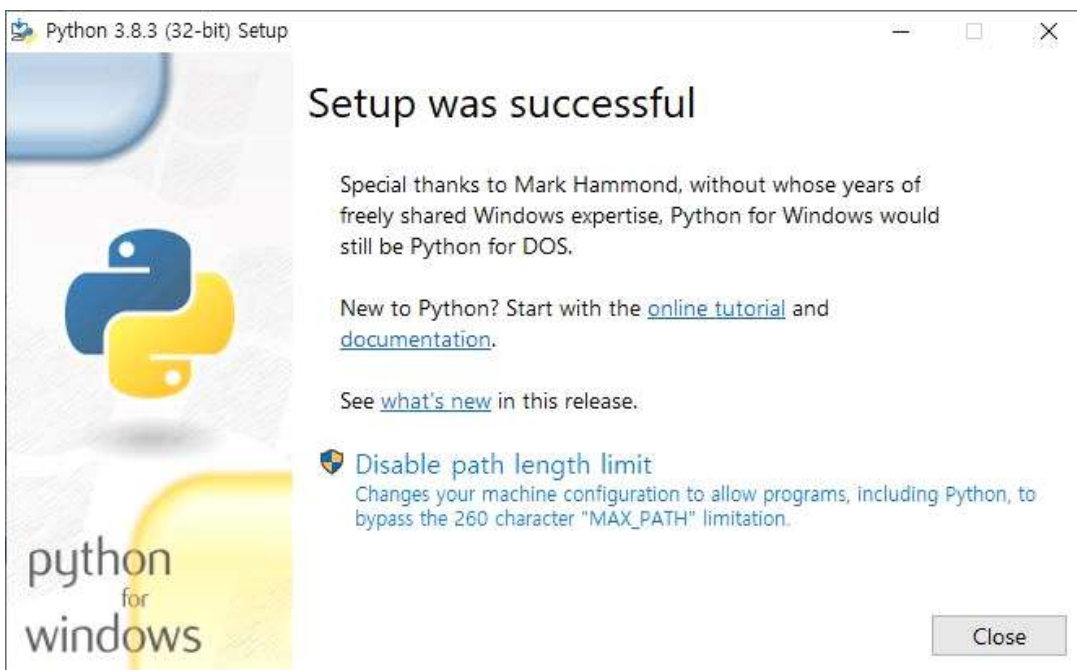 Python 3.8.3 (32-bit) Setup
Setup was successful
Special thanks to Mark Hammond, without whose years of
freely shared Windows expertise, Python for Windows would
still be Python for DOS.
New to Python? Start with the online tutorial and
documentation.
See what's new in this release.
Disable path length limit
Changes your machine configuration to allow programs, including Python, to
bypass the 260 character "MAX_PATH" limitation.
python
for
windows
Close